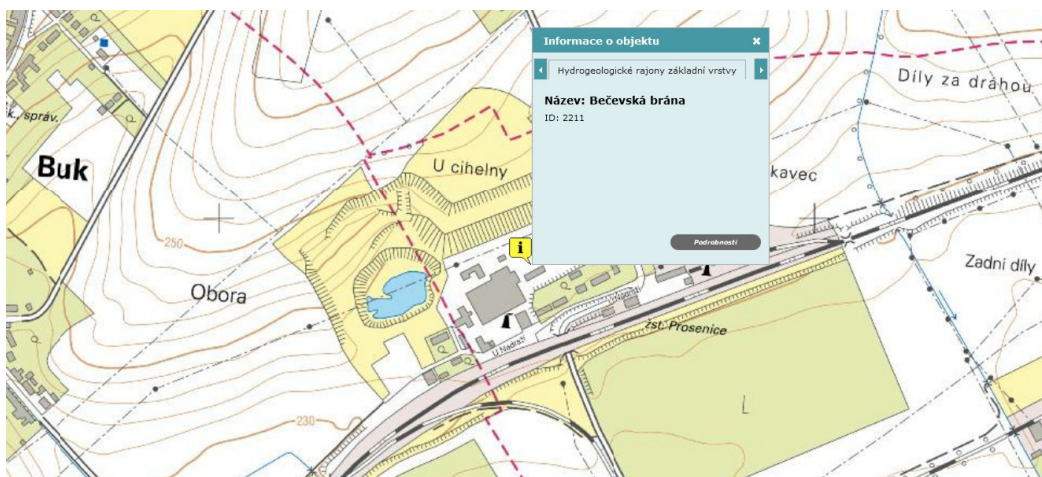 Informace o objektu
Hydrogeologické rajony základní vrstvy
Název: Bečevská brána
ID: 2211
Podrobnosti
Díly za dráhou
k., správ.
Buk
U cihelny
kavec
250
Obora
Zadní díly
U Nádraží
žst. Prosenice
U Nádraží
L
230